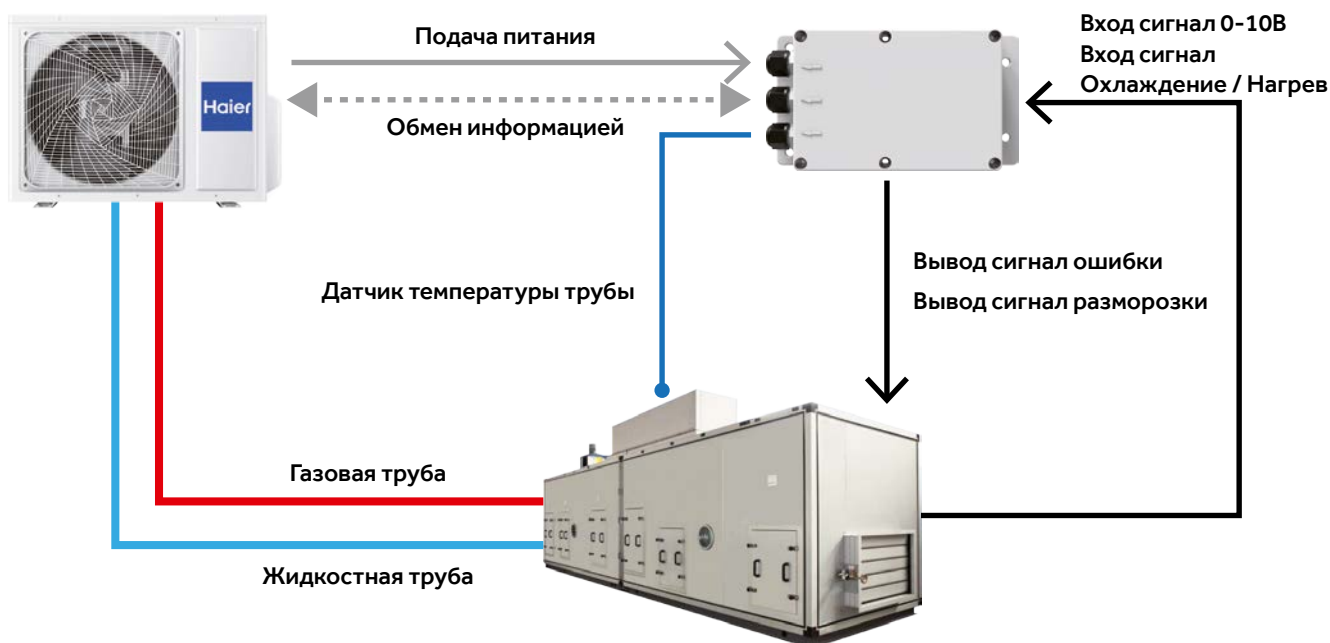 Подача питания
Вход сигнал 0-10В
Вход сигнал
Охлаждение / Нагрев
Haier
Обмен информацией
Датчик температуры трубы
Вывод сигнал ошибки
Вывод сигнал разморозки
Газовая труба
Жидкостная труба